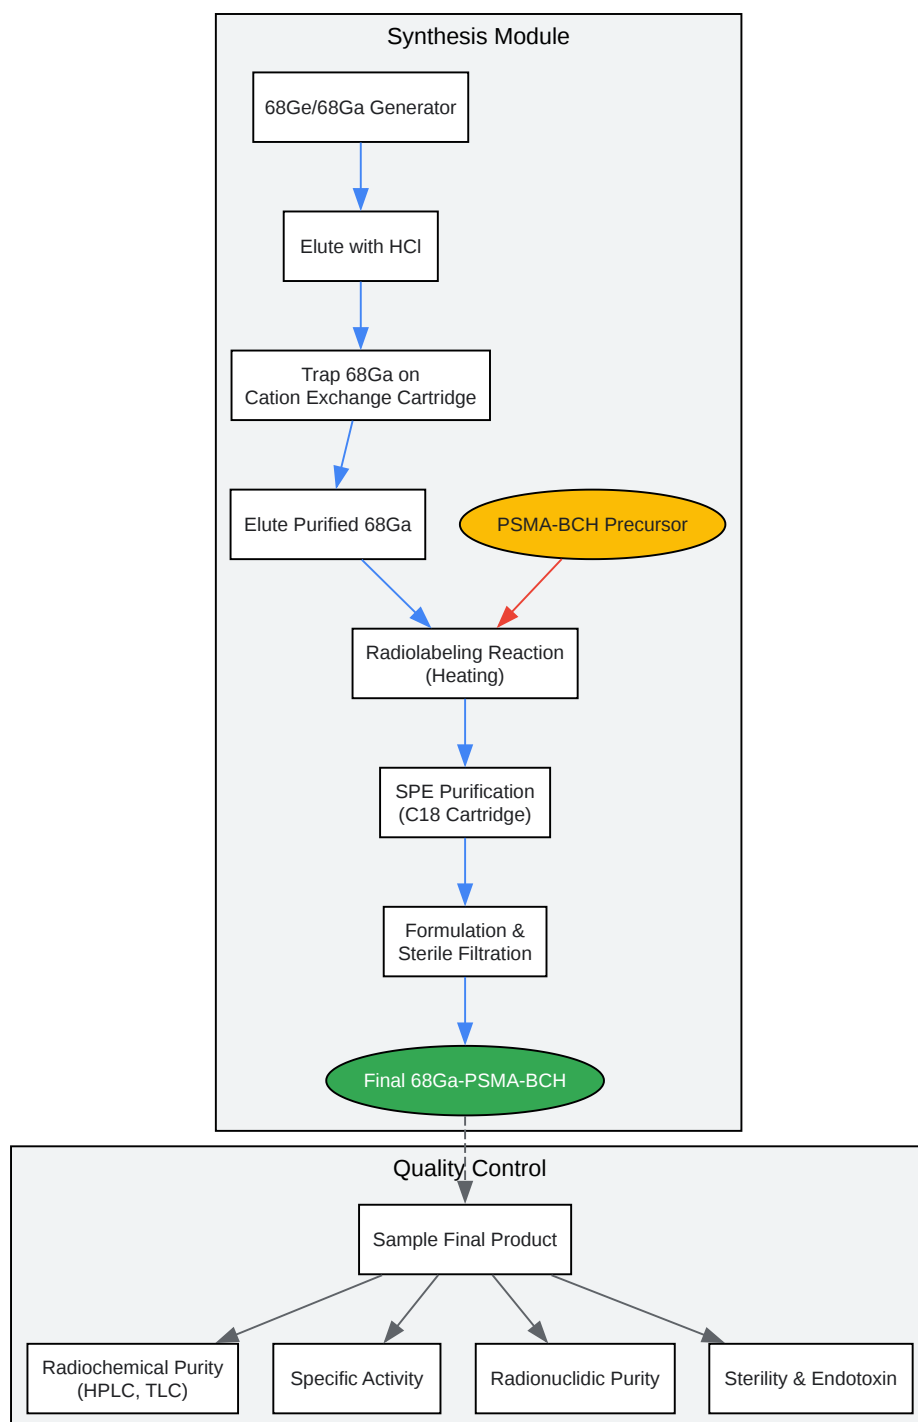 Synthesis Module
68Ge/68Ga Generator
Elute with HCl
Trap 68Ga on
Cation Exchange Cartridge
Elute Purified 68Ga
PSMA-BCH Precursor
Radiolabeling Reaction
(Heating)
SPE Purification
(C18 Cartridge)
Formulation &
Sterile Filtration
Final 68Ga-PSMA-BCH
Quality Control
Sample Final Product
Radiochemical Purity
(HPLC, TLC)
Specific Activity
Radionuclidic Purity
Sterility & Endotoxin